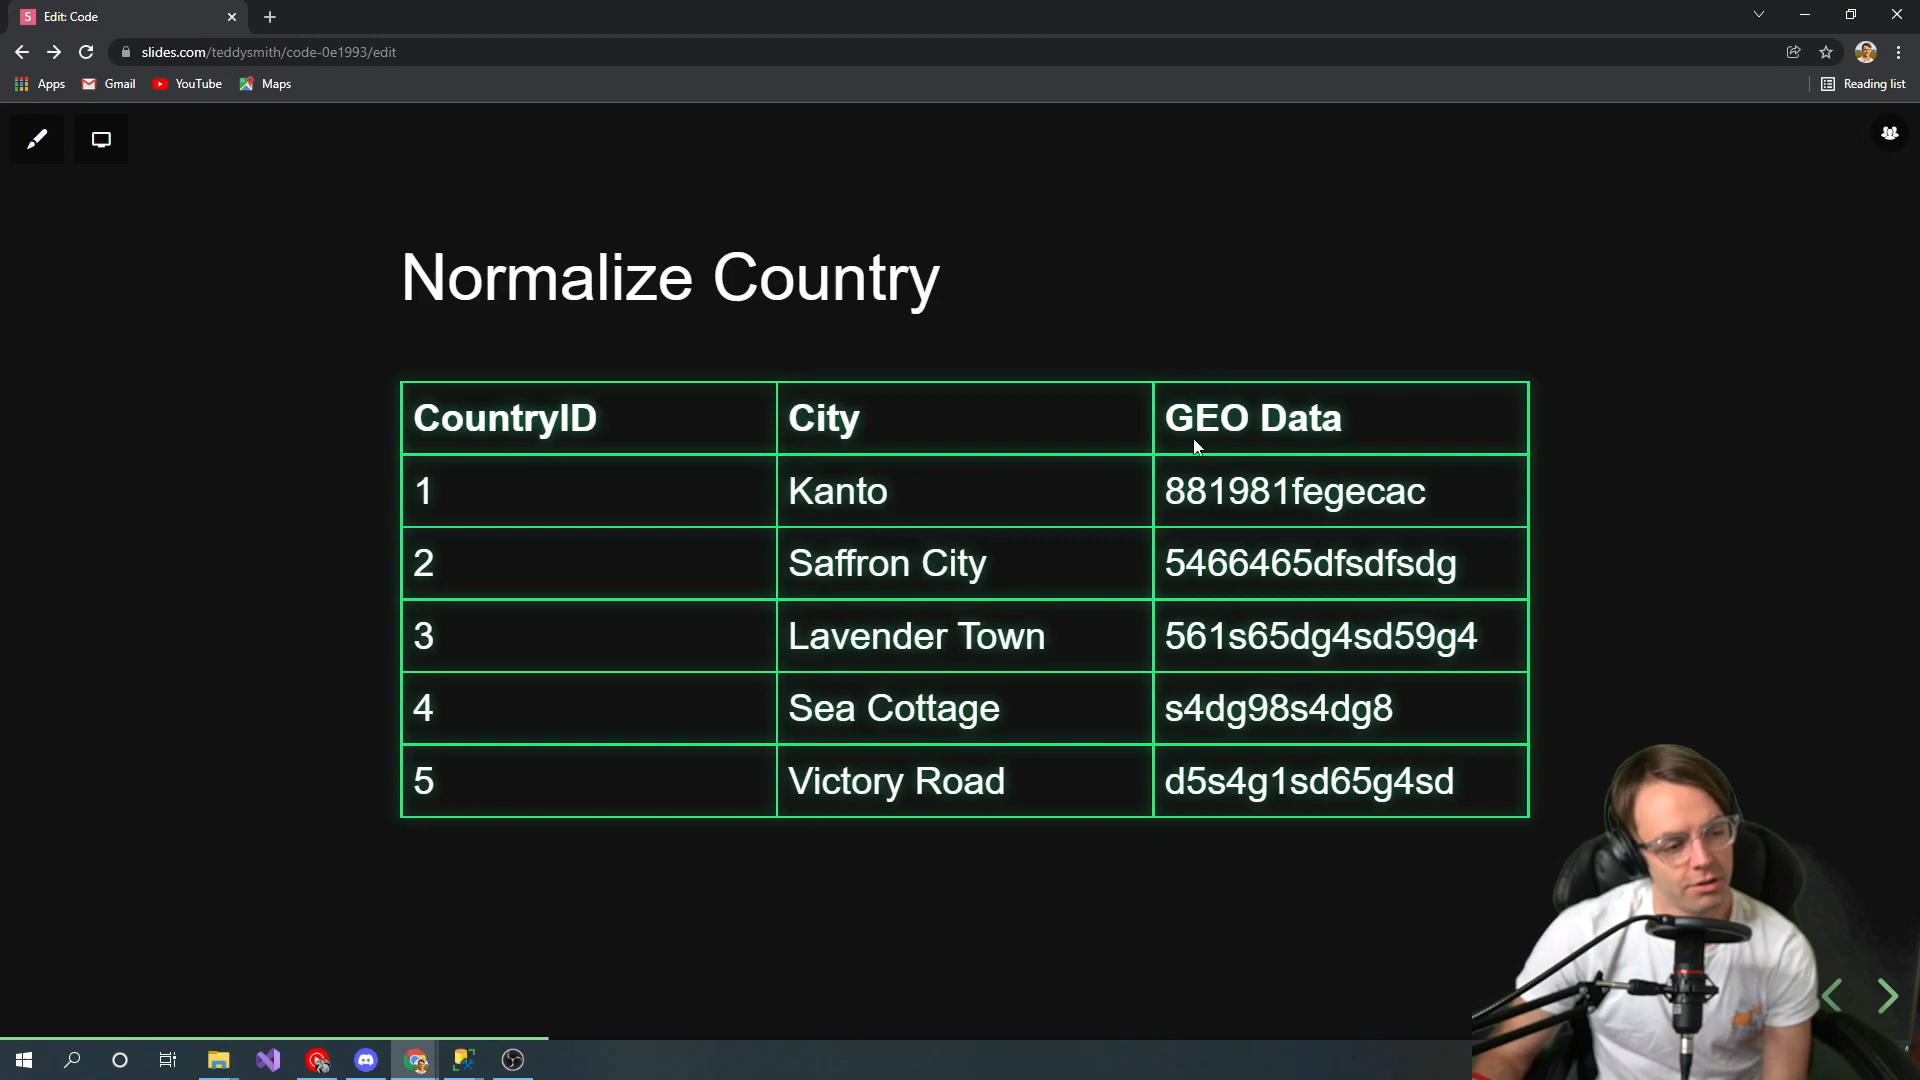 S Edit: Code
slides.com/teddysmith/code-0e1993/edit
Apps Gmail YouTube Maps Reading list
Normalize Country
CountryID City GEO Data
1 Kanto 881981fegecac
2 Saffron City 5466465dfsdfsdg
3 Lavender Town 561s65dg4sd59g4
4 Sea Cottage s4dg98s4dg8
5 Victory Road d5s4g1sd65g4sd